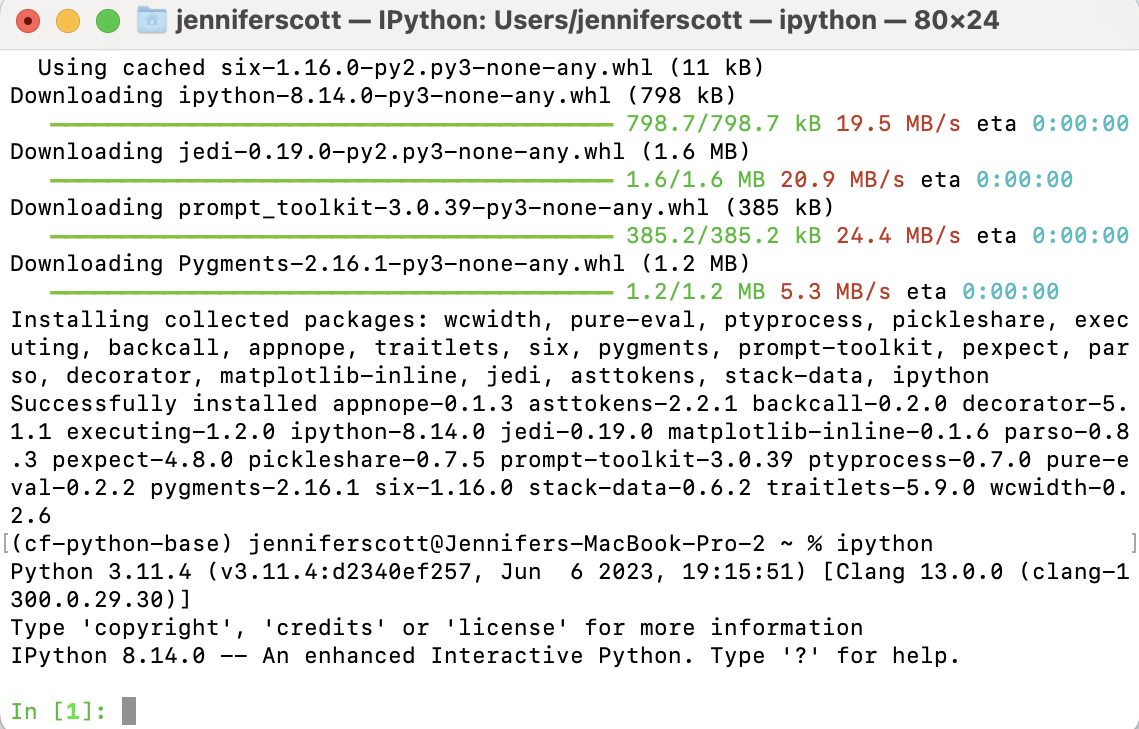 jenniferscott — IPython: Users/jenniferscott — ipython — 80×24
  Using cached six-1.16.0-py2.py3-none-any.whl (11 kB)
Downloading ipython-8.14.0-py3-none-any.whl (798 kB)
798.7/798.7 kB 19.5 MB/s eta 0:00:00
Downloading jedi-0.19.0-py2.py3-none-any.whl (1.6 MB)
1.6/1.6 MB 20.9 MB/s eta 0:00:00
Downloading prompt_toolkit-3.0.39-py3-none-any.whl (385 kB)
385.2/385.2 kB 24.4 MB/s eta 0:00:00
Downloading Pygments-2.16.1-py3-none-any.whl (1.2 MB)
1.2/1.2 MB 5.3 MB/s eta 0:00:00
Installing collected packages: wcwidth, pure-eval, ptyprocess, pickleshare, exec
uting, backcall, appnope, traitlets, six, pygments, prompt-toolkit, pexpect, par
so, decorator, matplotlib-inline, jedi, asttokens, stack-data, ipython
Successfully installed appnope-0.1.3 asttokens-2.2.1 backcall-0.2.0 decorator-5.
1.1 executing-1.2.0 ipython-8.14.0 jedi-0.19.0 matplotlib-inline-0.1.6 parso-0.8
.3 pexpect-4.8.0 pickleshare-0.7.5 prompt-toolkit-3.0.39 ptyprocess-0.7.0 pure-e
val-0.2.2 pygments-2.16.1 six-1.16.0 stack-data-0.6.2 traitlets-5.9.0 wcwidth-0.
2.6
[(cf-python-base) jenniferscott@Jennifers-MacBook-Pro-2 ~ % ipython ]
Python 3.11.4 (v3.11.4:d2340ef257, Jun  6 2023, 19:15:51) [Clang 13.0.0 (clang-1
300.0.29.30)]
Type 'copyright', 'credits' or 'license' for more information
IPython 8.14.0 -- An enhanced Interactive Python. Type '?' for help.
In [1]: